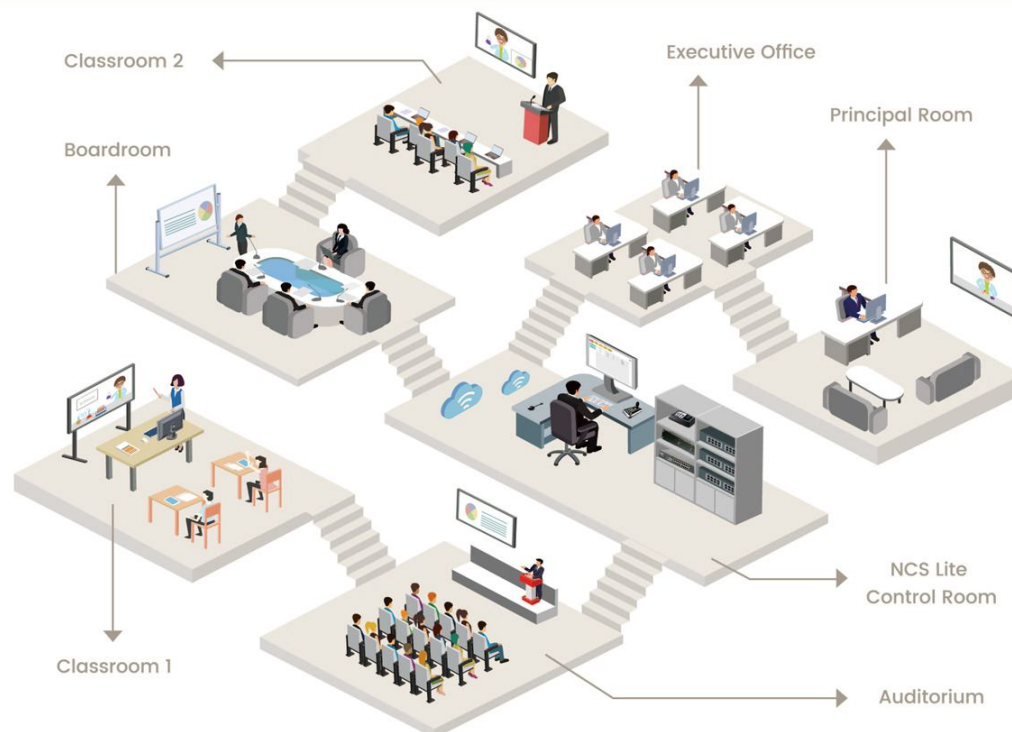 Classroom 2
Executive Office
Principal Room
Boardroom
NCS Lite
Control Room
Classroom 1
Auditorium